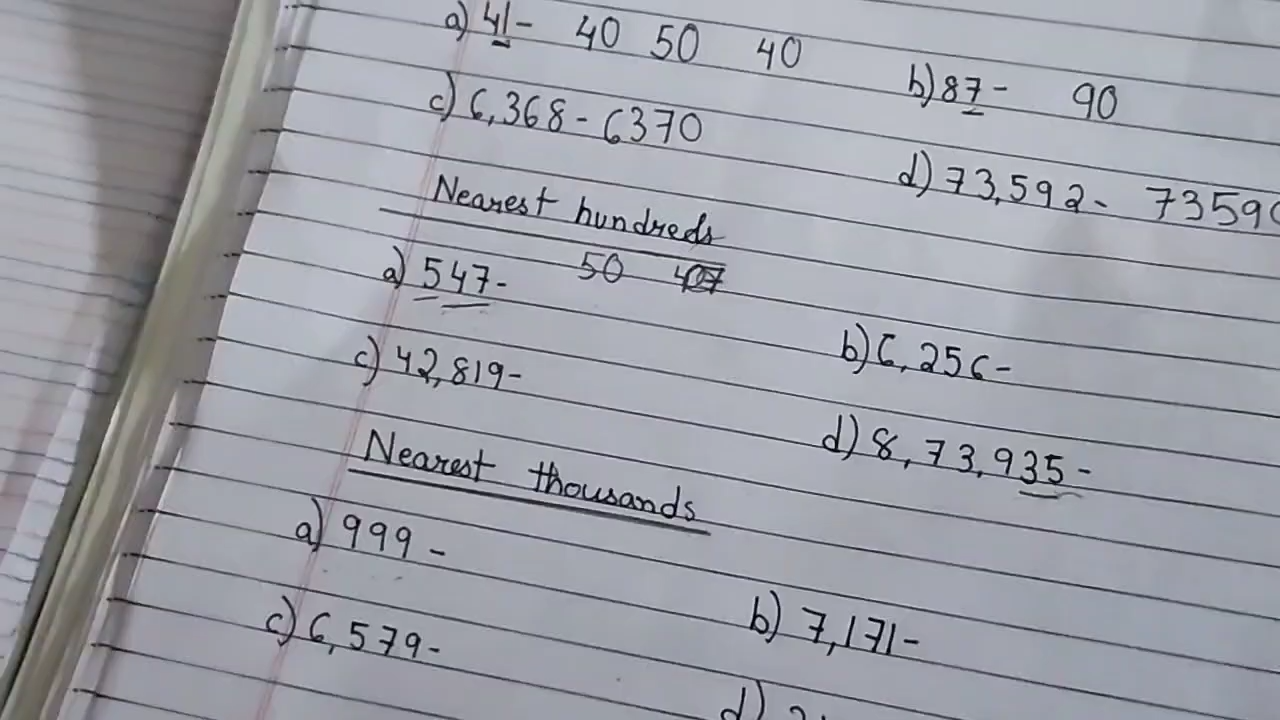 a) 41- 40 50 40
b) 87- 90
c) 6,368-6370
d) 73,592- 7359
Nearest hundreds
a) 547- 50
b) 6,256-
c) 42,819-
d) 8,73,935-
Nearest thousands
a) 999-
b) 7,171-
c) 6,579-
d)